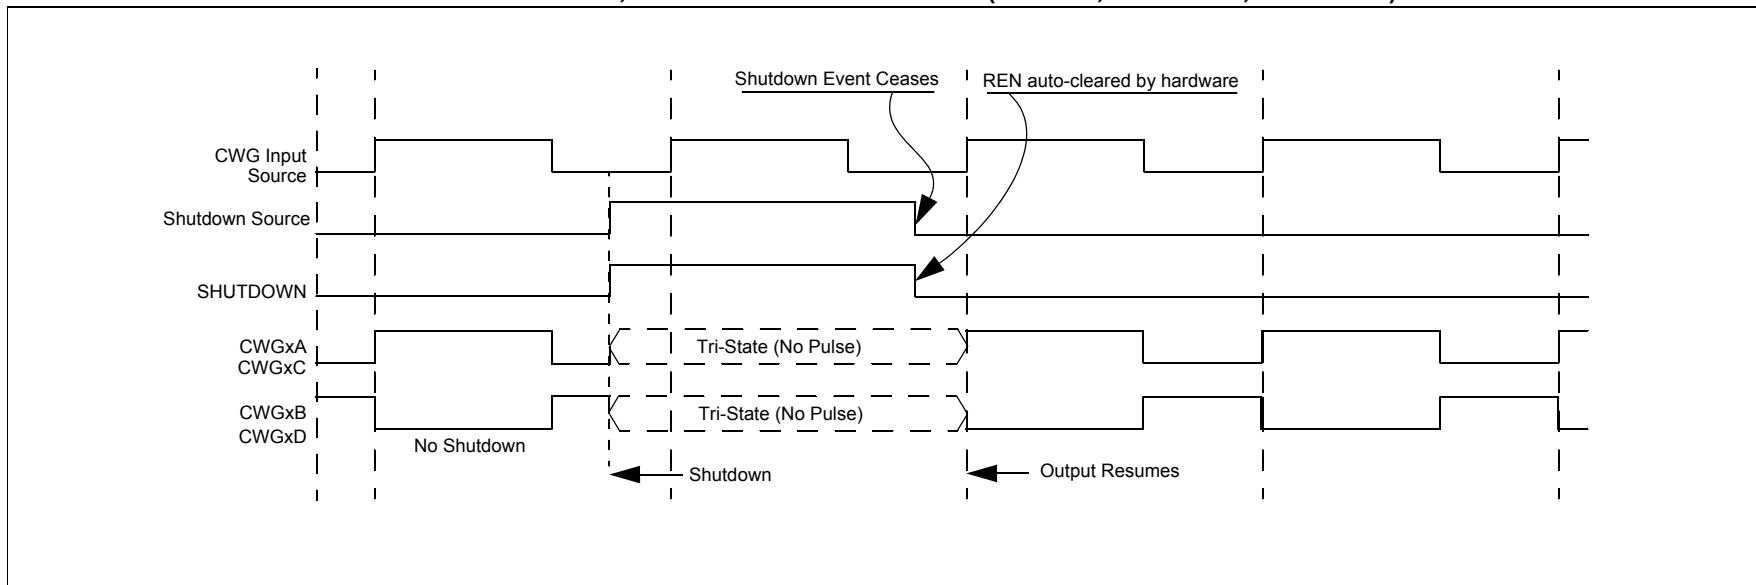 Shutdown Event Ceases
REN auto-cleared by hardware
CWG Input
Source
Shutdown Source
SHUTDOWN
CWGxA
CWGxC
Tri-State (No Pulse)
CWGxB
CWGxD
Tri-State (No Pulse)
No Shutdown
Shutdown
Output Resumes